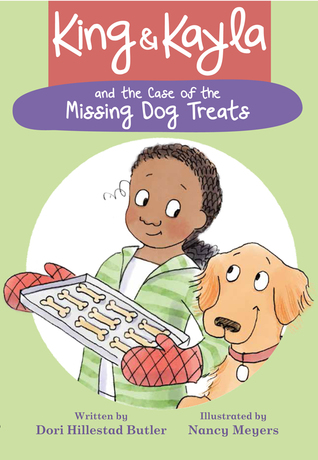 King & Kayla
and the Case of the
Missing Dog Treats
Written by
Dori Hillestad Butler
Illustrated by
Nancy Meyers